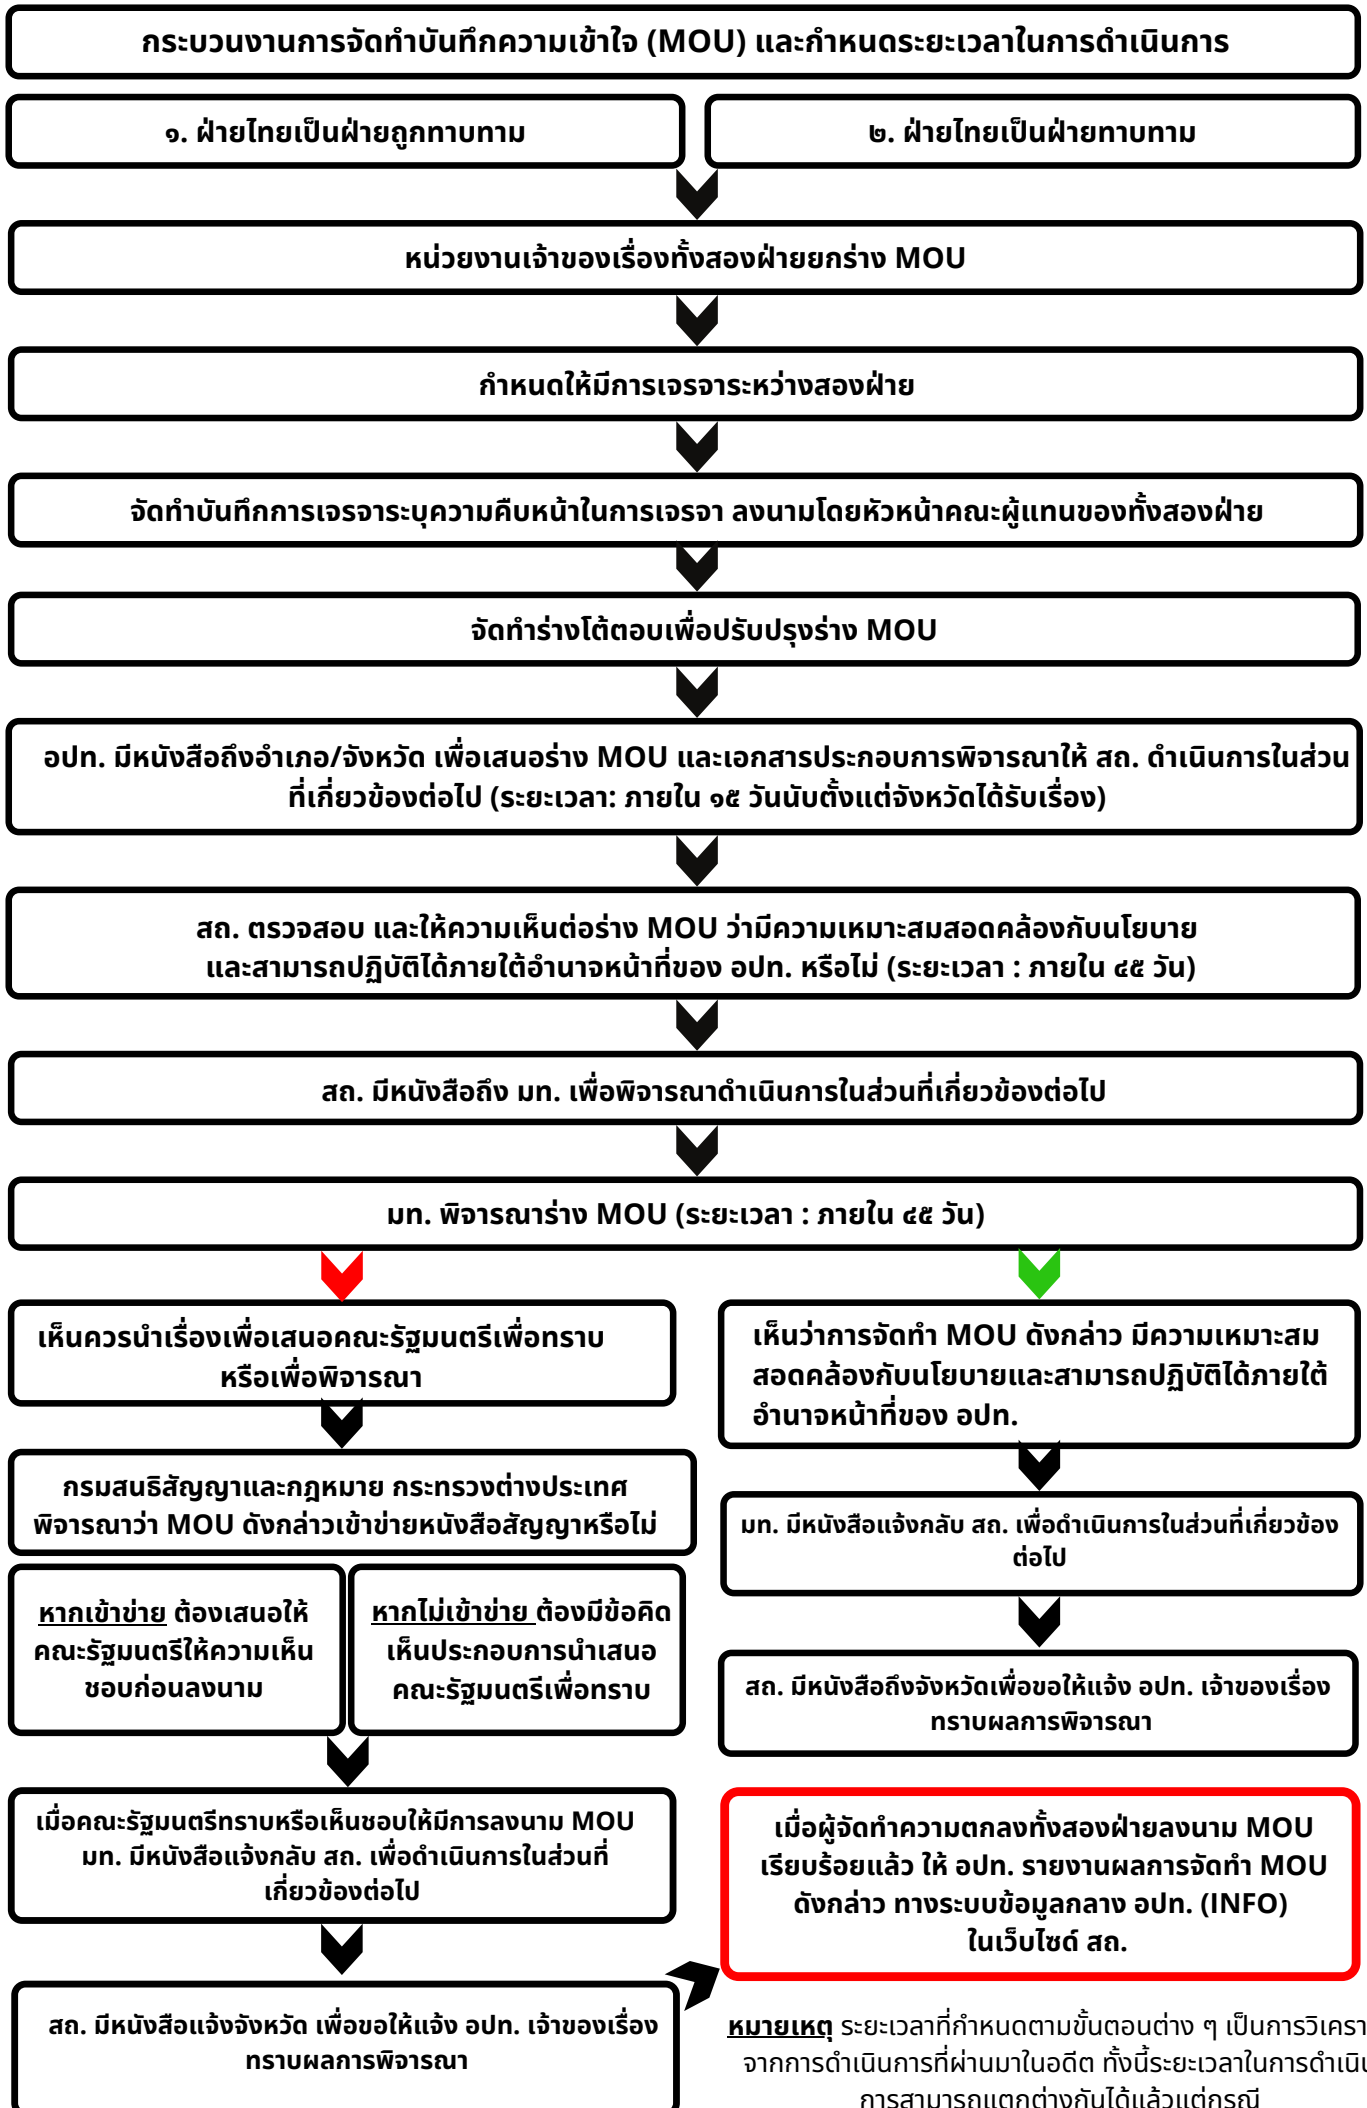 กระบวนงานการจัดทำบันทึกความเข้าใจ (MOU) และกำหนดระยะเวลาในการดำเนินการ
๑. ฝ่ายไทยเป็นฝ่ายถูกทาบทาม
๒. ฝ่ายไทยเป็นฝ่ายทาบทาม
หน่วยงานเจ้าของเรื่องทั้งสองฝ่ายยกร่าง MOU
กำหนดให้มีการเจรจาระหว่างสองฝ่าย
จัดทำบันทึกการเจรจาระบุความคืบหน้าในการเจรจา ลงนามโดยหัวหน้าคณะผู้แทนของทั้งสองฝ่าย
จัดทำร่างโต้ตอบเพื่อปรับปรุงร่าง MOU
อปท. มีหนังสือถึงอำเภอ/จังหวัด เพื่อเสนอร่าง MOU และเอกสารประกอบการพิจารณาให้ สถ. ดำเนินการในส่วน
ที่เกี่ยวข้องต่อไป (ระยะเวลา: ภายใน ๑๕ วันนับตั้งแต่จังหวัดได้รับเรื่อง)
สถ. ตรวจสอบ และให้ความเห็นต่อร่าง MOU ว่ามีความเหมาะสมสอดคล้องกับนโยบาย
และสามารถปฏิบัติได้ภายใต้อำนาจหน้าที่ของ อปท. หรือไม่ (ระยะเวลา : ภายใน ๔๕ วัน)
สถ. มีหนังสือถึง มท. เพื่อพิจารณาดำเนินการในส่วนที่เกี่ยวข้องต่อไป
มท. พิจารณาร่าง MOU (ระยะเวลา : ภายใน ๔๕ วัน)
เห็นควรนำเรื่องเพื่อเสนอคณะรัฐมนตรีเพื่อทราบ
หรือเพื่อพิจารณา
กรมสนธิสัญญาและกฎหมาย กระทรวงต่างประเทศ
พิจารณาว่า MOU ดังกล่าวเข้าข่ายหนังสือสัญญาหรือไม่
หากเข้าข่าย ต้องเสนอให้
คณะรัฐมนตรีให้ความเห็น
ชอบก่อนลงนาม
หากไม่เข้าข่าย ต้องมีข้อคิด
เห็นประกอบการนำเสนอ
คณะรัฐมนตรีเพื่อทราบ
เมื่อคณะรัฐมนตรีทราบหรือเห็นชอบให้มีการลงนาม MOU
มท. มีหนังสือแจ้งกลับ สถ. เพื่อดำเนินการในส่วนที่
เกี่ยวข้องต่อไป
สถ. มีหนังสือแจ้งจังหวัด เพื่อขอให้แจ้ง อปท. เจ้าของเรื่อง
ทราบผลการพิจารณา
เห็นว่าการจัดทำ MOU ดังกล่าว มีความเหมาะสม
สอดคล้องกับนโยบายและสามารถปฏิบัติได้ภายใต้
อำนาจหน้าที่ของ อปท.
มท. มีหนังสือแจ้งกลับ สถ. เพื่อดำเนินการในส่วนที่เกี่ยวข้อง
ต่อไป
สถ. มีหนังสือถึงจังหวัดเพื่อขอให้แจ้ง อปท. เจ้าของเรื่อง
ทราบผลการพิจารณา
เมื่อผู้จัดทำความตกลงทั้งสองฝ่ายลงนาม MOU
เรียบร้อยแล้ว ให้ อปท. รายงานผลการจัดทำ MOU
ดังกล่าว ทางระบบข้อมูลกลาง อปท. (INFO)
ในเว็บไซด์ สถ.
หมายเหตุ ระยะเวลาที่กำหนดตามขั้นตอนต่าง ๆ เป็นการวิเครา
จากการดำเนินการที่ผ่านมาในอดีต ทั้งนี้ระยะเวลาในการดำเนิน
การสามารถแตกต่างกันได้แล้วแต่กรณี